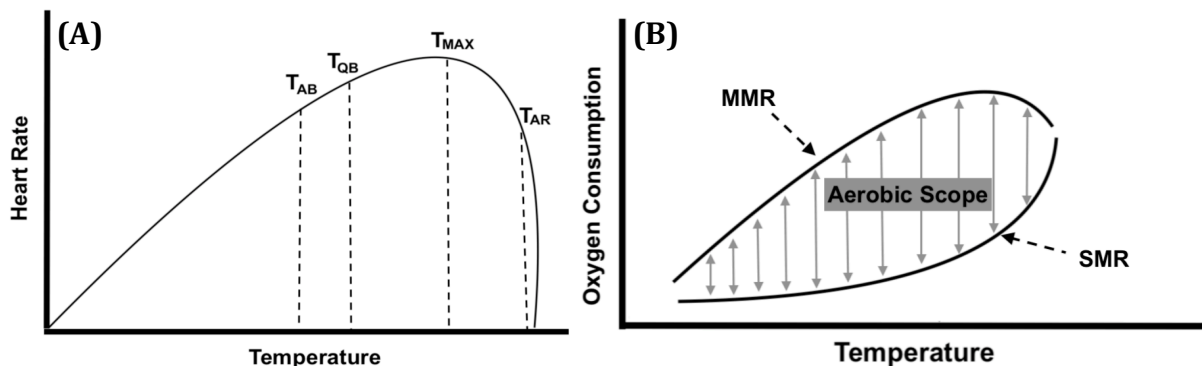 (A)
T_AB
T_QB
T_MAX
T_AR
Heart Rate
Temperature
(B)
MMR
Aerobic Scope
SMR
Oxygen Consumption
Temperature